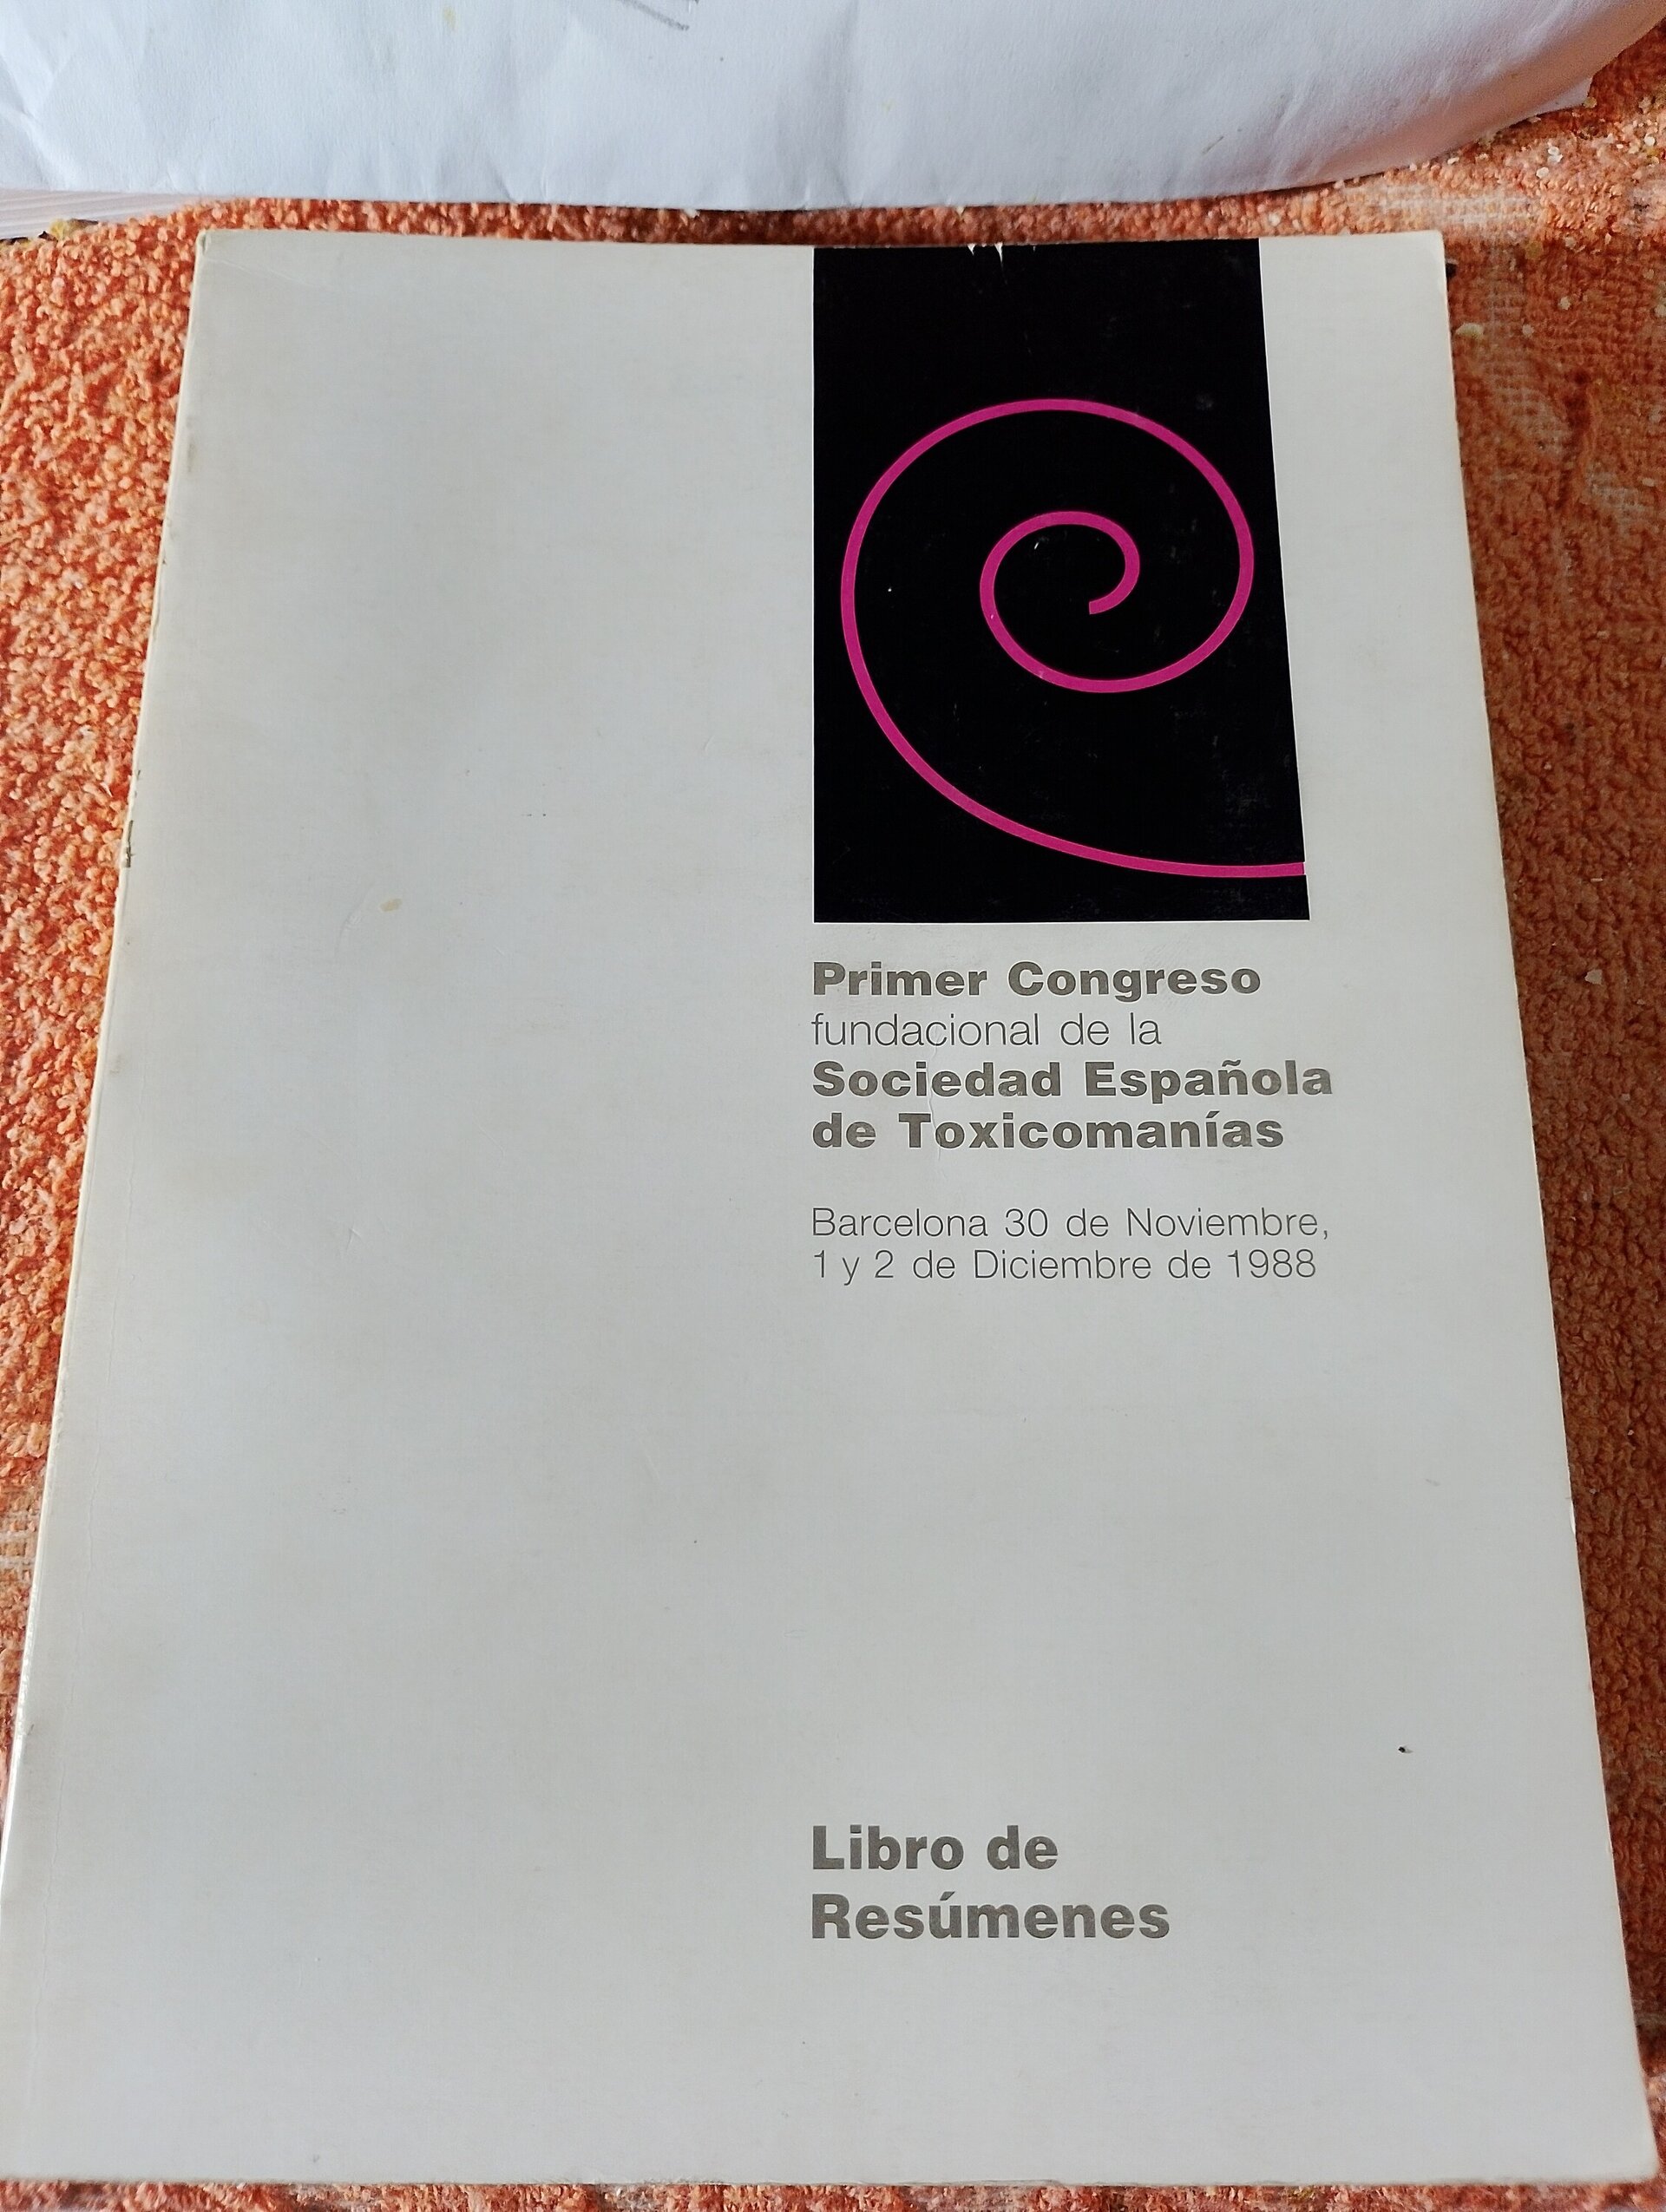 Primer Congreso
fundacional de la
Sociedad Española
de Toxicomanías
Barcelona 30 de Noviembre,
1 y 2 de Diciembre de 1988
Libro de
Resúmenes